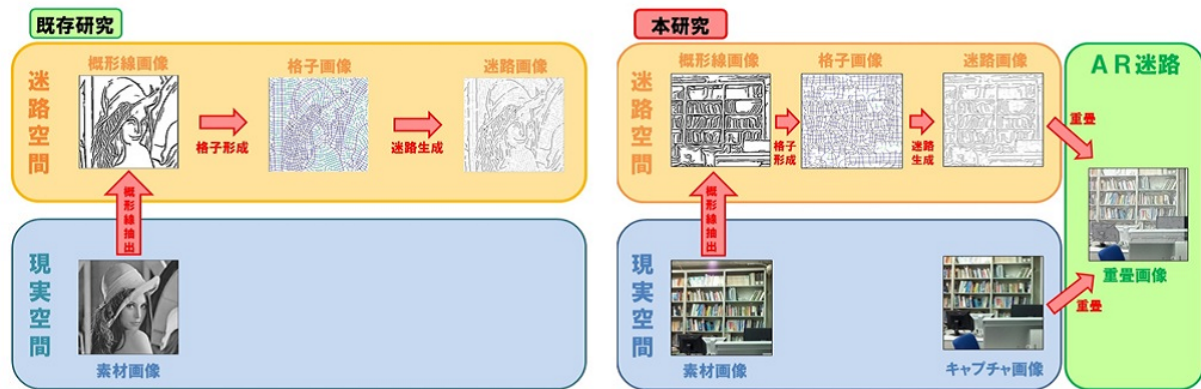 既存研究
迷路空間
概形線画像
格子画像
迷路画像
格子形成
迷路生成
概形線抽出
現実空間
素材画像
本研究
迷路空間
概形線画像
格子画像
迷路画像
格子形成
迷路生成
概形線抽出
現実空間
素材画像
キャプチャ画像
重畳
重畳
AR迷路
重畳画像